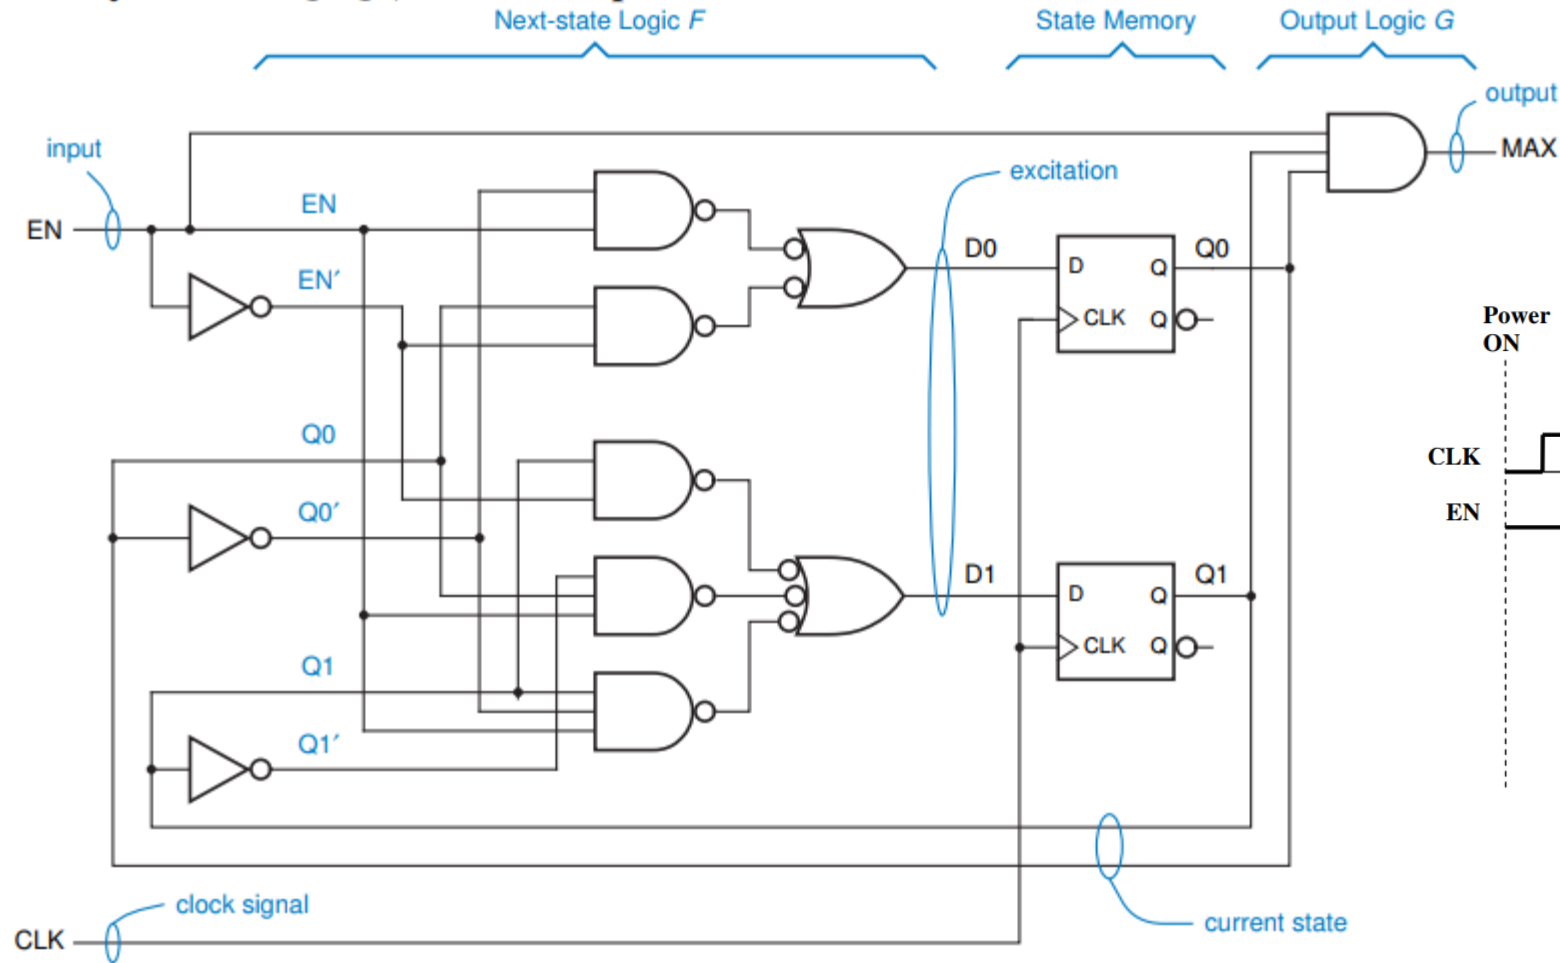 Next-state Logic F
State Memory
Output Logic G
output
input
MAX
excitation
EN
EN
EN′
D0
Q0
D
Q
CLK
Q
Power
ON
Q0
CLK
Q0′
EN
D1
Q1
D
Q
CLK
Q
Q1
Q1′
clock signal
current state
CLK